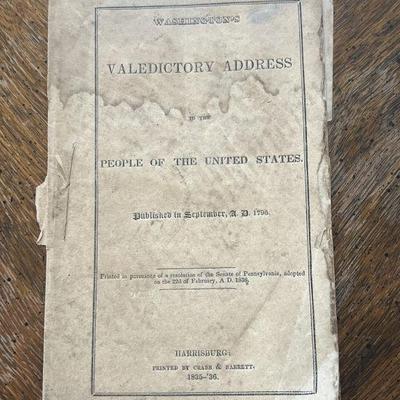 WASHINGTON'S
VALEDICTORY ADDRESS
TO THE
PEOPLE OF THE UNITED STATES.
Published in September, A. D. 1796.
Printed in pursuance of a resolution of the Senate of Pennsylvania, adopted
on the 22d of February, A. D. 1836.
HARRISBURG:
PRINTED BY CRABB & BARRETT.
1835-'36.